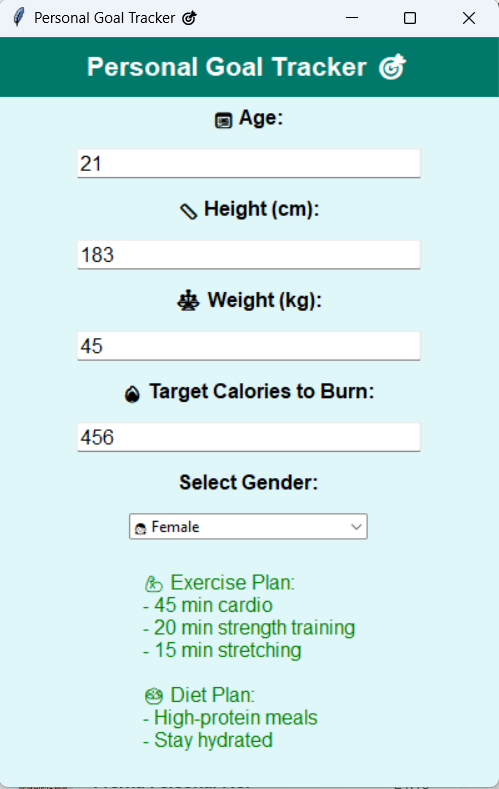 Personal Goal Tracker 🎯
Personal Goal Tracker 🎯
📅 Age:
21
📏 Height (cm):
183
⚖ Weight (kg):
45
🔥 Target Calories to Burn:
456
Select Gender:
👩 Female
💪 Exercise Plan:
- 45 min cardio
- 20 min strength training
- 15 min stretching
🥗 Diet Plan:
- High-protein meals
- Stay hydrated